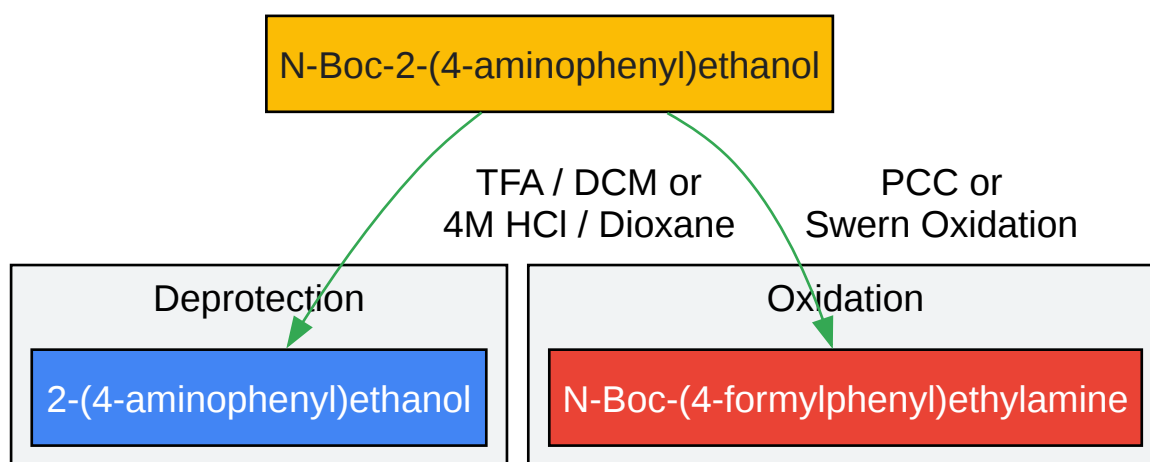 N-Boc-2-(4-aminophenyl)ethanol
TFA / DCM or
4M HCl / Dioxane
PCC or
Swern Oxidation
Deprotection
Oxidation
2-(4-aminophenyl)ethanol
N-Boc-(4-formylphenyl)ethylamine